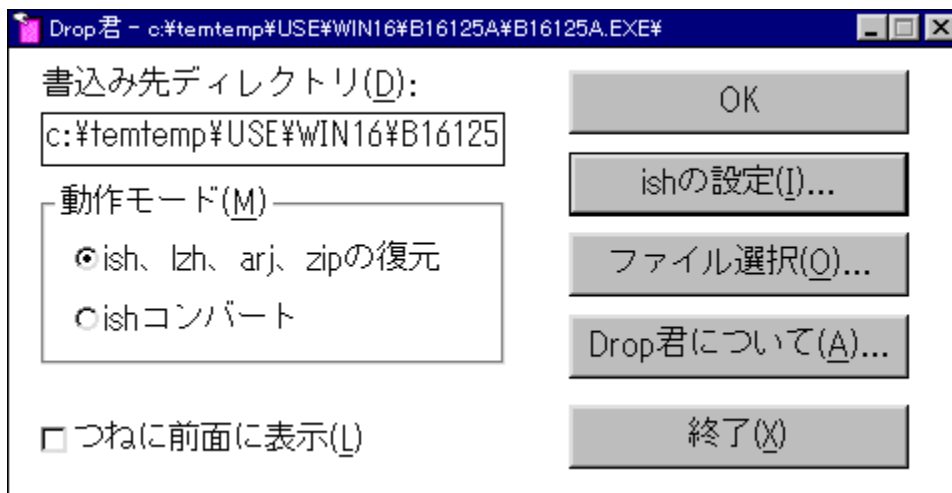 Drop君 - c:¥temtemp¥USE¥WIN16¥B16125A¥B16125A.EXE¥
書込み先ディレクトリ(D):
c:¥temtemp¥USE¥WIN16¥B16125
動作モード(M)
ish、lzh、arj、zipの復元
ishコンバート
つねに前面に表示(L)
OK
ishの設定(I)...
ファイル選択(O)...
Drop君について(A)...
終了(X)